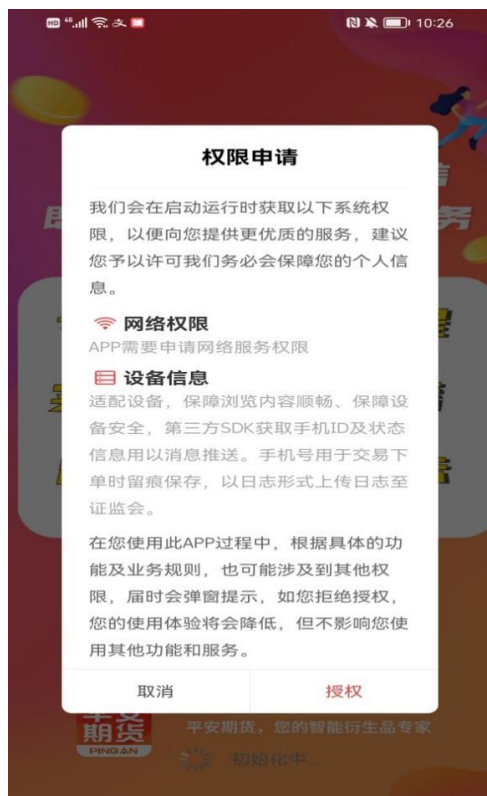 HD 4G 10:26
信
即 务
权限申请
我们会在启动运行时获取以下系统权
限，以便向您提供更优质的服务，建议
您予以许可我们务必会保障您的个人信
息。
网络权限
APP需要申请网络服务权限
设备信息
适配设备，保障浏览内容顺畅、保障设
备安全，第三方SDK获取手机ID及状态
信息用以消息推送。手机号用于交易下
单时留痕保存，以日志形式上传日志至
证监会。
在您使用此APP过程中，根据具体的功
能及业务规则，也可能涉及到其他权
限，届时会弹窗提示，如您拒绝授权，
您的使用体验将会降低，但不影响您使
用其他功能和服务。
取消 授权
平安
期货
PINGAN
平安期货，您的智能衍生品专家
初始化中...